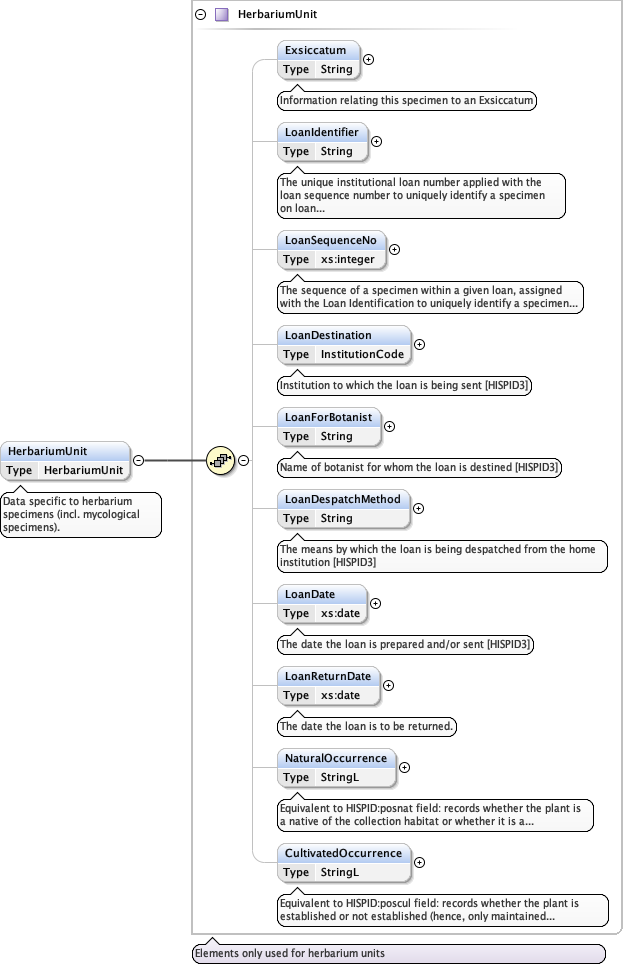 HerbariumUnit
Exsiccatum
Type String
Information relating this specimen to an Exsiccatum
LoanIdentifier
Type String
The unique institutional loan number applied with the
loan sequence number to uniquely identify a specimen
on loan...
LoanSequenceNo
Type xs:integer
The sequence of a specimen within a given loan, assigned
with the Loan Identification to uniquely identify a specimen...
LoanDestination
Type InstitutionCode
Institution to which the loan is being sent [HISPID3]
LoanForBotanist
Type String
Name of botanist for whom the loan is destined [HISPID3]
HerbariumUnit
Type HerbariumUnit
Data specific to herbarium
specimens (incl. mycological
specimens).
LoanDespatchMethod
Type String
The means by which the loan is being despatched from the home
institution [HISPID3]
LoanDate
Type xs:date
The date the loan is prepared and/or sent [HISPID3]
LoanReturnDate
Type xs:date
The date the loan is to be returned.
NaturalOccurrence
Type StringL
Equivalent to HISPID:posnat field: records whether the plant is
a native of the collection habitat or whether it is a...
CultivatedOccurrence
Type StringL
Equivalent to HISPID:poscul field: records whether the plant is
established or not established (hence, only maintained...
Elements only used for herbarium units